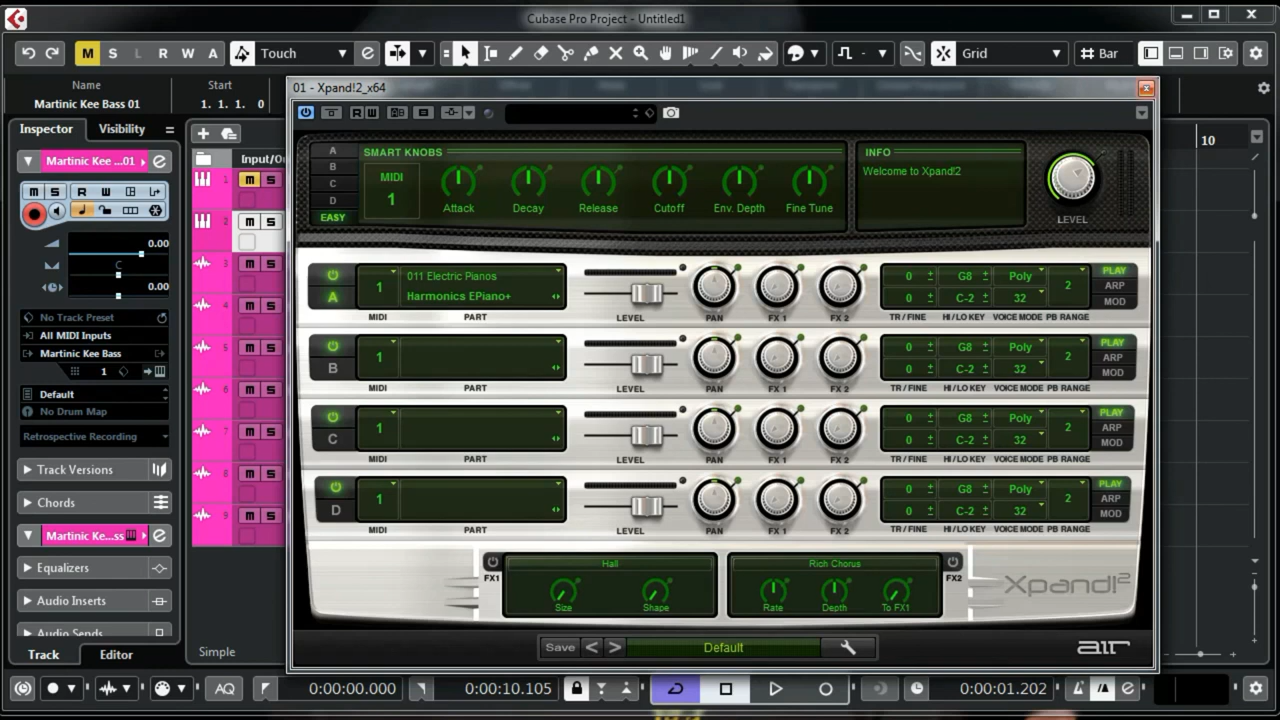 Cubase Pro Project - Untitled1
M S L R W A Touch Grid Bar
Name Start
Martinic Kee Bass 01 1. 1. 1. 0
01 - Xpand!2_x64
Inspector Visibility
Input/O
10
Martinic Kee ...01
0.00
C
0.00
No Track Preset
All MIDI Inputs
Martinic Kee Bass
1
Default
No Drum Map
Retrospective Recording
Track Versions
Chords
Martinic Ke...ss
Equalizers
Audio Inserts
Audio Sends
Track Editor
1 m S
2 m S
3 m S
4 m S
5 m S
6 m S
7 m S
8 m S
9 m S
Simple
A
B
C
D
EASY
SMART KNOBS
MIDI
1
Attack Decay Release Cutoff Env. Depth Fine Tune
INFO
Welcome to Xpand!2
LEVEL
A 1 011 Electric Pianos 0 G8 Poly 2 PLAY
Harmonics EPiano+ 0 C-2 32 ARP
MOD
MIDI PART LEVEL PAN FX 1 FX 2 TR / FINE HI / LO KEY VOICE MODE PB RANGE
B 1 0 G8 Poly 2 PLAY
0 C-2 32 ARP
MOD
MIDI PART LEVEL PAN FX 1 FX 2 TR / FINE HI / LO KEY VOICE MODE PB RANGE
C 1 0 G8 Poly 2 PLAY
0 C-2 32 ARP
MOD
MIDI PART LEVEL PAN FX 1 FX 2 TR / FINE HI / LO KEY VOICE MODE PB RANGE
D 1 0 G8 Poly 2 PLAY
0 C-2 32 ARP
MOD
MIDI PART LEVEL PAN FX 1 FX 2 TR / FINE HI / LO KEY VOICE MODE PB RANGE
FX1 Hall Rich Chorus FX2
Size Shape Rate Depth To FX1
Xpand!2
Save < > Default
air
AQ 0:00:00.000 0:00:10.105 0:00:01.202